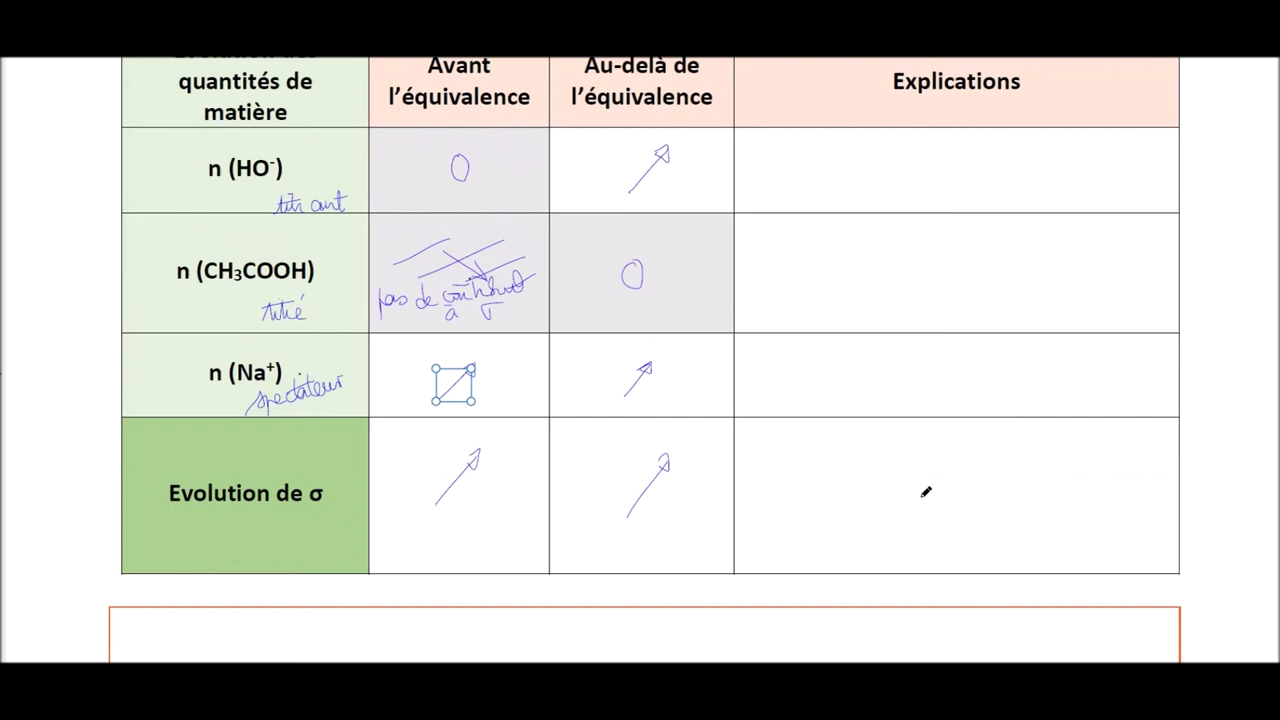 quantités de
matière
Avant
l'équivalence
Au-delà de
l'équivalence
Explications
n (HO⁻)
titrant
0
n (CH₃COOH)
titré
pas de
à σ
0
n (Na⁺)
spectateur
Evolution de σ